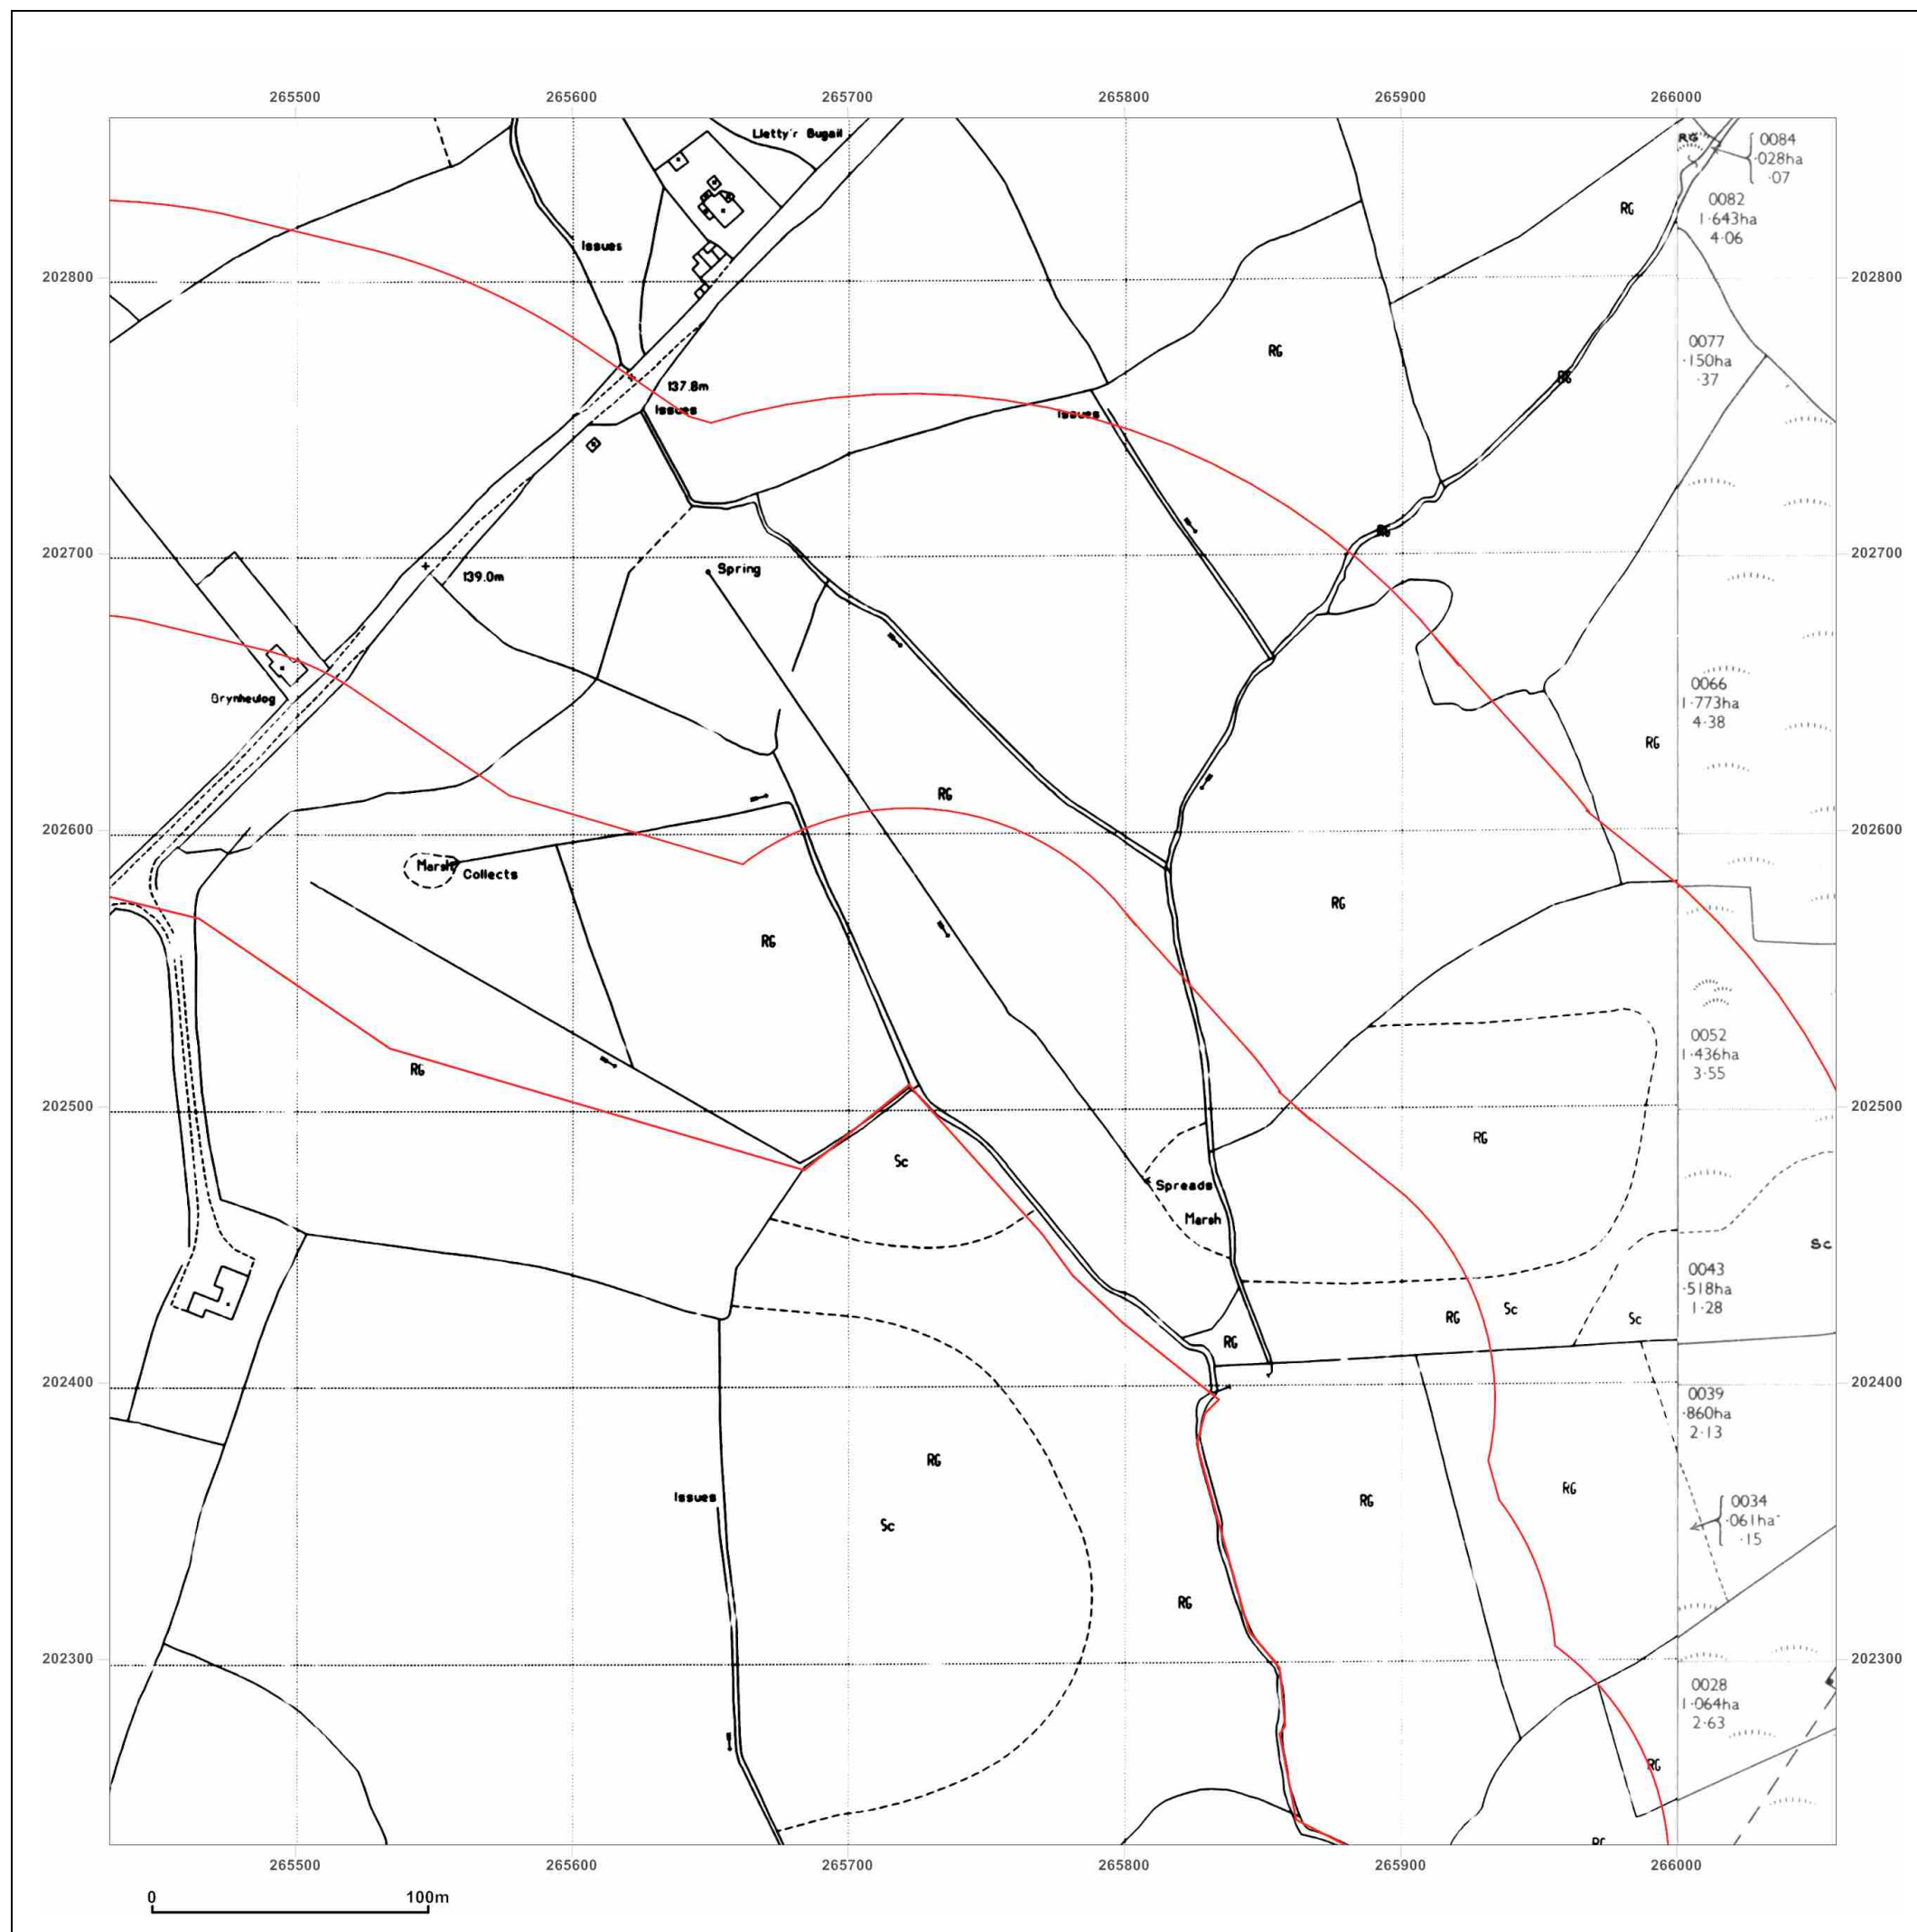 265500 265600 265700 265800 265900 266000
Lletty'r Bugail
RG
0084
·028ha
·07
0082
1·643ha
4·06
RG
Issues
202800 202800
0077
·150ha
·37
RG
RG
137.8m
Issues
Issues
RG
202700 202700
Spring
139.0m
0066
1·773ha
4·38
Brynheulog
RG
RG
202600 202600
Marsh
Collects
RG
RG
0052
1·436ha
3·55
RG
202500 202500
RG
Sc
Spreads
Marsh
Sc
0043
·518ha
1·28
Sc
RG
Sc
RG
202400 202400
0039
·860ha
2·13
RG
RG
Issues
RG
0034
·061ha
·15
Sc
RG
202300 202300
0028
1·064ha
2·63
RG
RG
265500 265600 265700 265800 265900 266000
0 100m